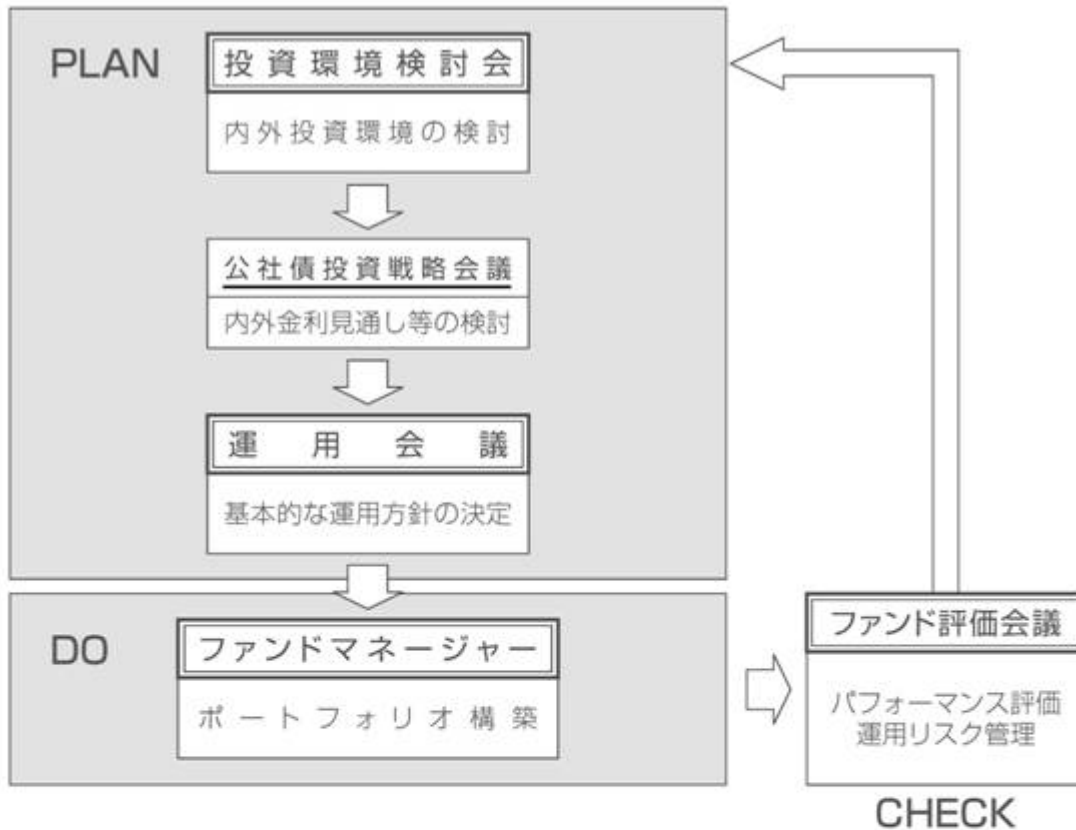 PLAN
投資環境検討会
内外投資環境の検討
公社債投資戦略会議
内外金利見通し等の検討
運用会議
基本的な運用方針の決定
DO
ファンドマネージャー
ポートフォリオ構築
ファンド評価会議
パフォーマンス評価
運用リスク管理
CHECK